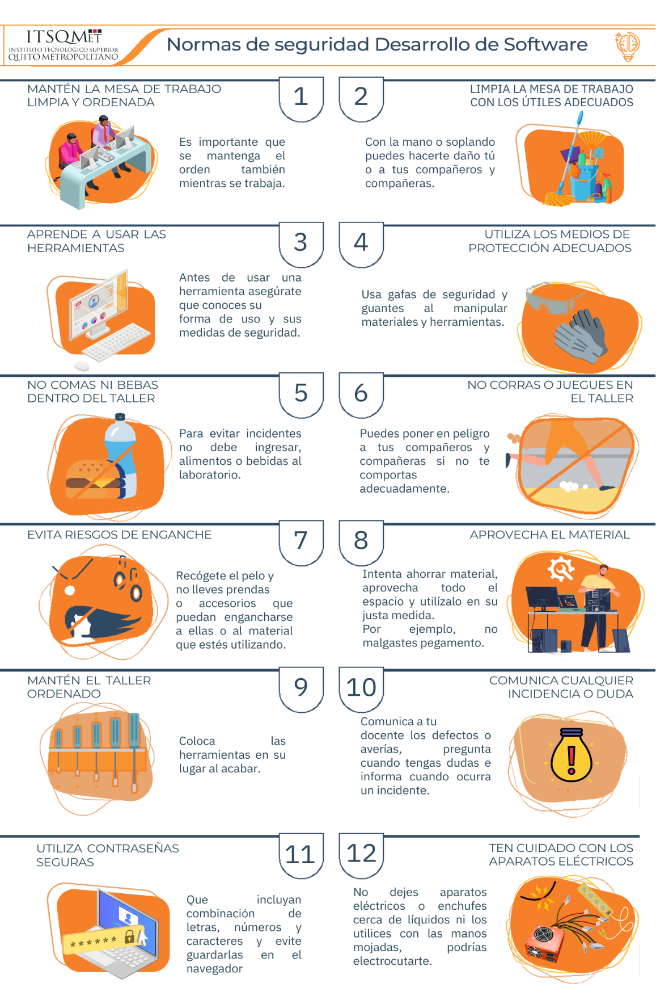 ITSQMET
INSTITUTO TECNOLÓGICO SUPERIOR
QUITO METROPOLITANO
Normas de seguridad Desarrollo de Software
1
MANTÉN LA MESA DE TRABAJO
LIMPIA Y ORDENADA
Es importante que
se mantenga el
orden también
mientras se trabaja.
2
LIMPIA LA MESA DE TRABAJO
CON LOS ÚTILES ADECUADOS
Con la mano o soplando
puedes hacerte daño tú
o a tus compañeros y
compañeras.
3
APRENDE A USAR LAS
HERRAMIENTAS
Antes de usar una
herramienta asegúrate
que conoces su
forma de uso y sus
medidas de seguridad.
4
UTILIZA LOS MEDIOS DE
PROTECCIÓN ADECUADOS
Usa gafas de seguridad y
guantes al manipular
materiales y herramientas.
5
NO COMAS NI BEBAS
DENTRO DEL TALLER
Para evitar incidentes
no debe ingresar,
alimentos o bebidas al
laboratorio.
6
NO CORRAS O JUEGUES EN
EL TALLER
Puedes poner en peligro
a tus compañeros y
compañeras si no te
comportas
adecuadamente.
7
EVITA RIESGOS DE ENGANCHE
Recógete el pelo y
no lleves prendas
o accesorios que
puedan engancharse
a ellas o al material
que estés utilizando.
8
APROVECHA EL MATERIAL
Intenta ahorrar material,
aprovecha todo el
espacio y utilízalo en su
justa medida.
Por ejemplo, no
malgastes pegamento.
9
MANTÉN EL TALLER
ORDENADO
Coloca las
herramientas en su
lugar al acabar.
10
COMUNICA CUALQUIER
INCIDENCIA O DUDA
Comunica a tu
docente los defectos o
averías, pregunta
cuando tengas dudas e
informa cuando ocurra
un incidente.
11
UTILIZA CONTRASEÑAS
SEGURAS
Que incluyan
combinación de
letras, números y
caracteres y evite
guardarlas en el
navegador
12
TEN CUIDADO CON LOS
APARATOS ELÉCTRICOS
No dejes aparatos
eléctricos o enchufes
cerca de líquidos ni los
utilices con las manos
mojadas, podrías
electrocutarte.